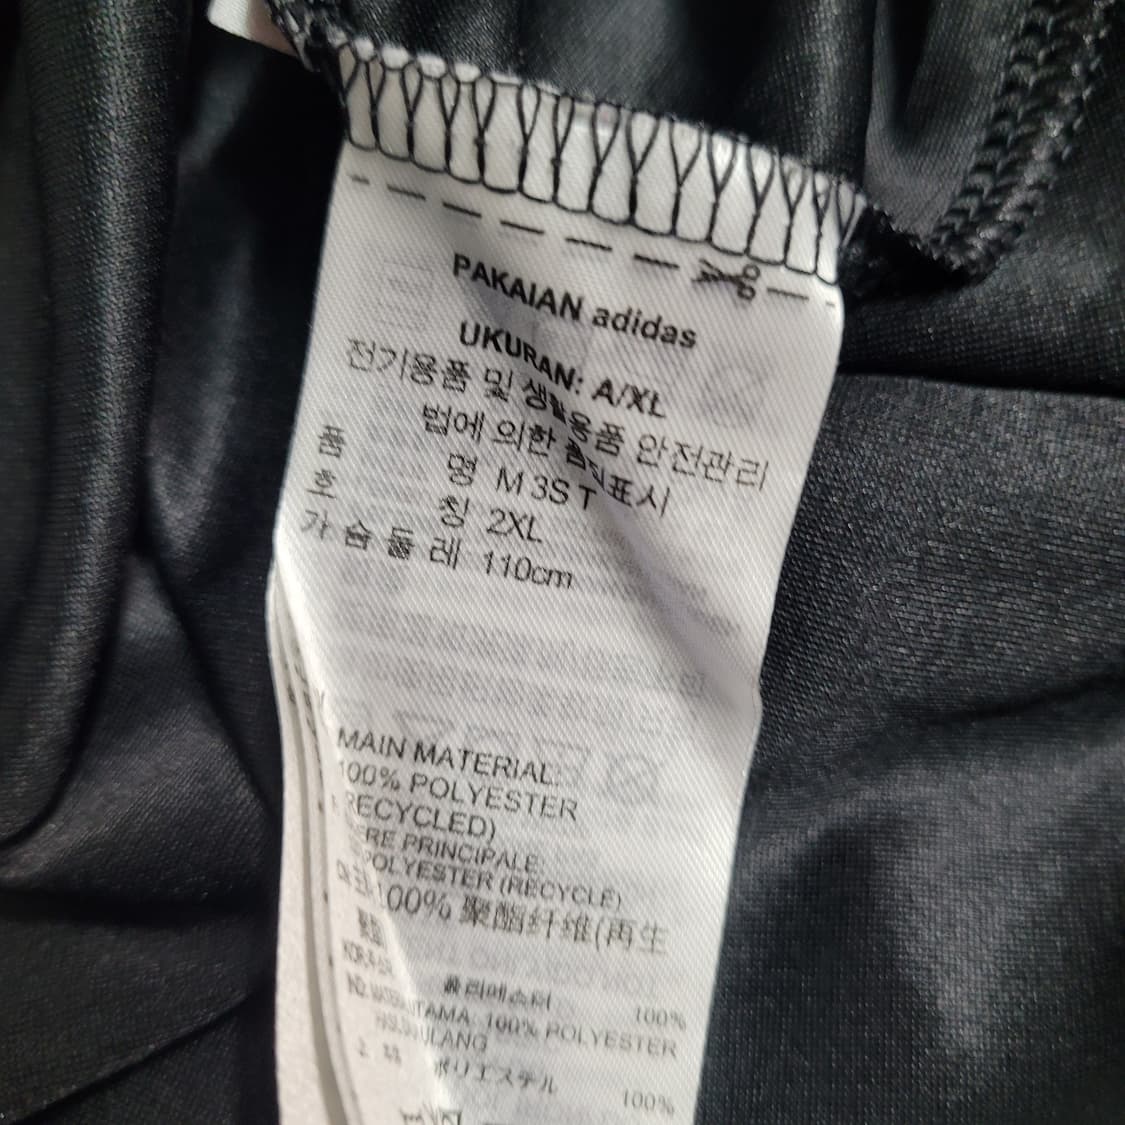 PAKAIAN adidas
UKURAN: A/XL
전기용품 및 생활용품 안전관리
법에 의한 품질표시
품 명 M 3S T
호 칭 2XL
가슴둘레 110cm
MAIN MATERIAL:
100% POLYESTER
RECYCLED)
PRINCIPALE:
POLYESTER (RECYCLÉ)
100% 聚酯纤维(再生
폴리에스터 100%
100% POLYESTER
ULANG
ポリエステル 100%